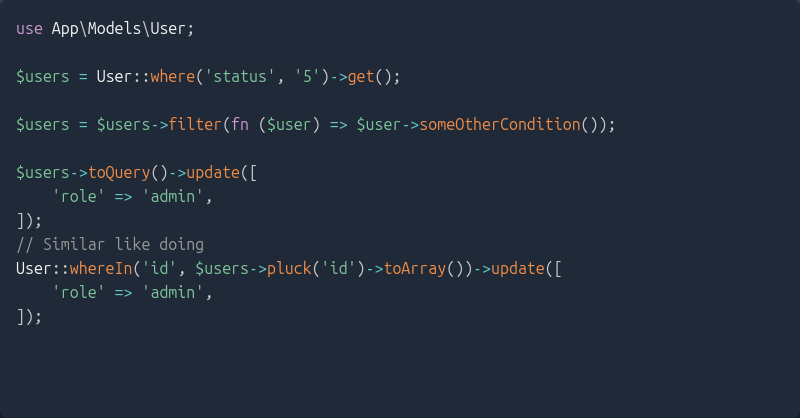 use App\Models\User;
$users = User::where('status', '5')->get();
$users = $users->filter(fn ($user) => $user->someOtherCondition());
$users->toQuery()->update([
    'role' => 'admin',
]);
// Similar like doing
User::whereIn('id', $users->pluck('id')->toArray())->update([
    'role' => 'admin',
]);